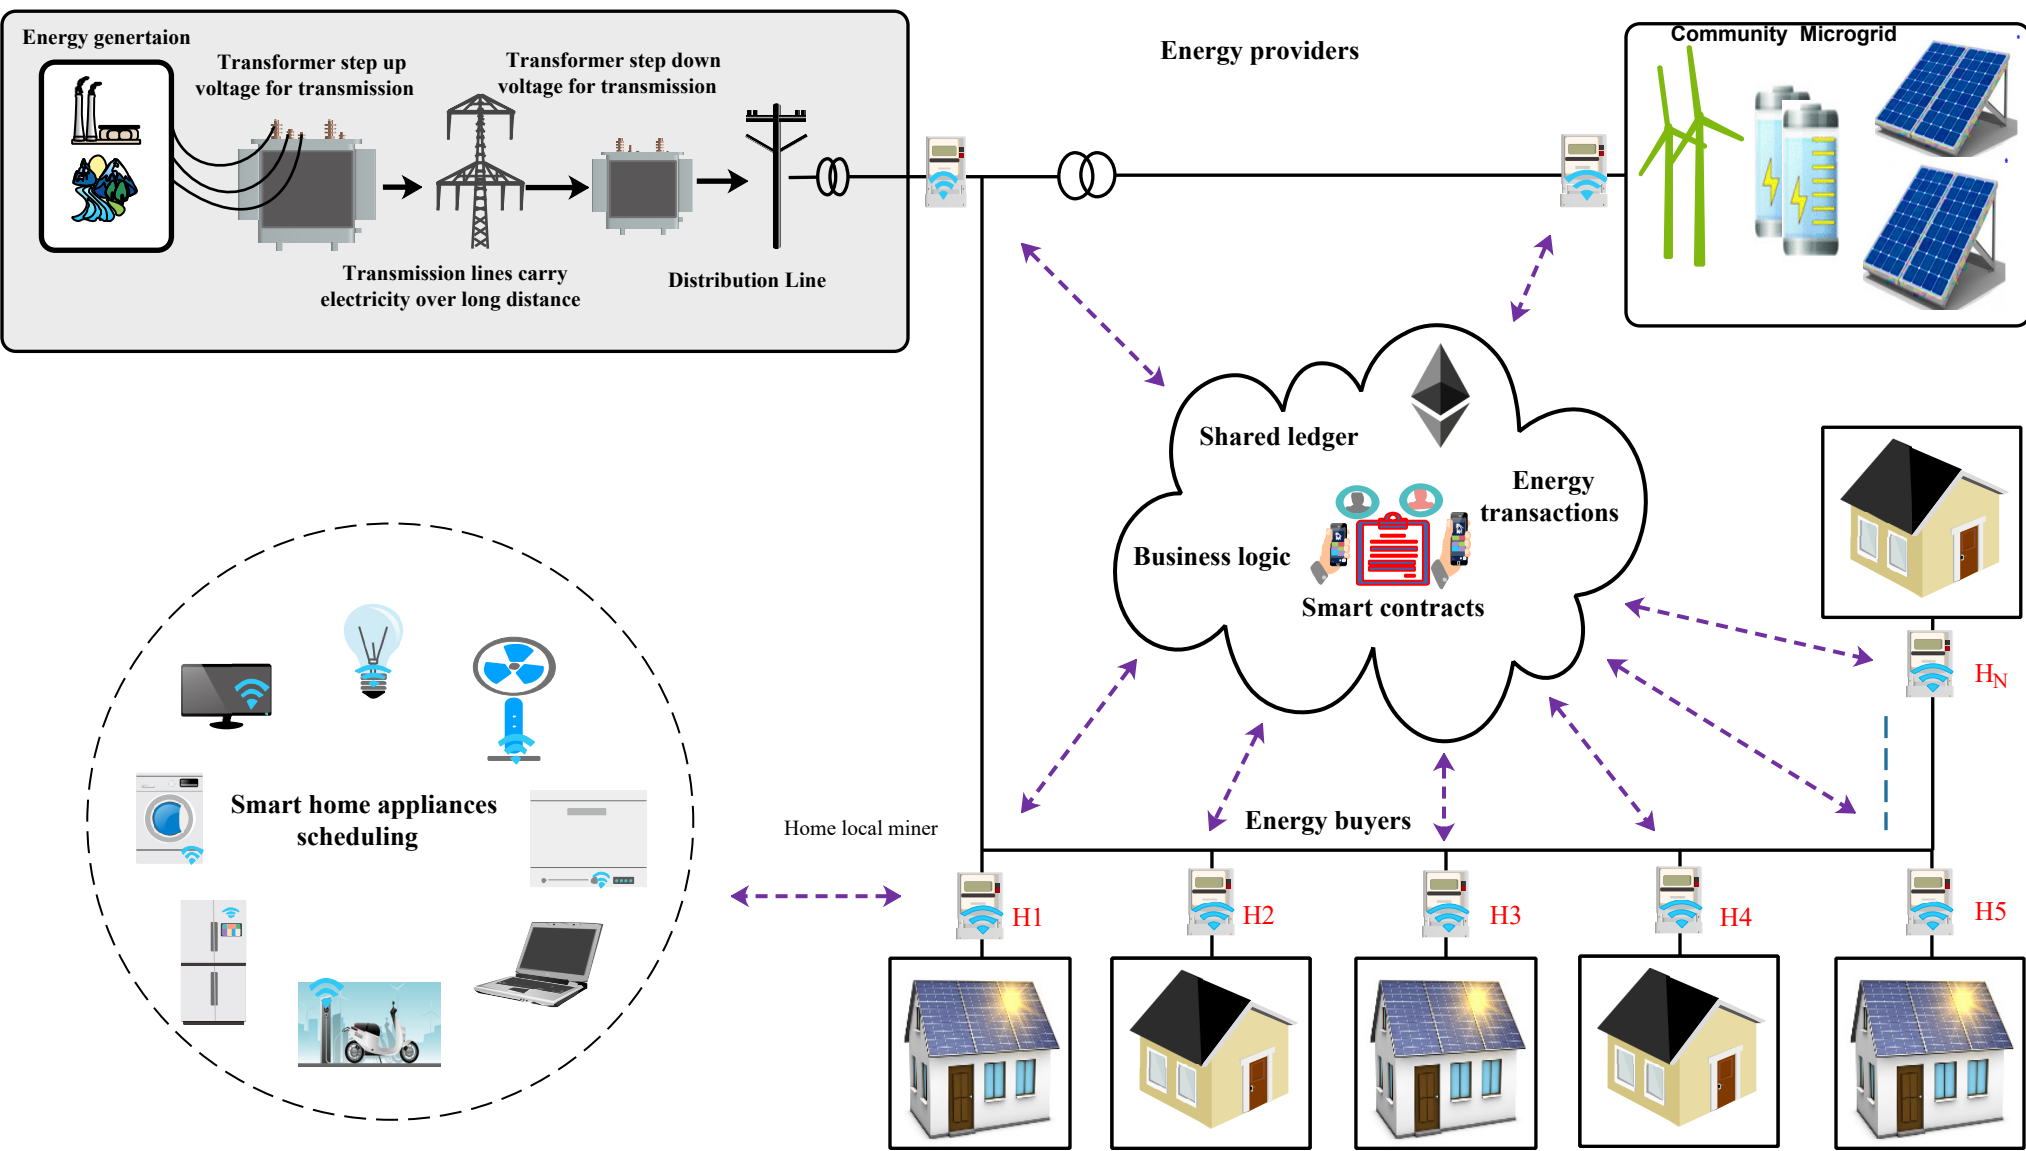 Energy genertaion
Transformer step up
voltage for transmission
Transformer step down
voltage for transmission
Transmission lines carry
electricity over long distance
Distribution Line
Energy providers
Community Microgrid
Shared ledger
Energy
transactions
Business logic
Smart contracts
H_N
Smart home appliances
scheduling
Home local miner
Energy buyers
H1
H2
H3
H4
H5